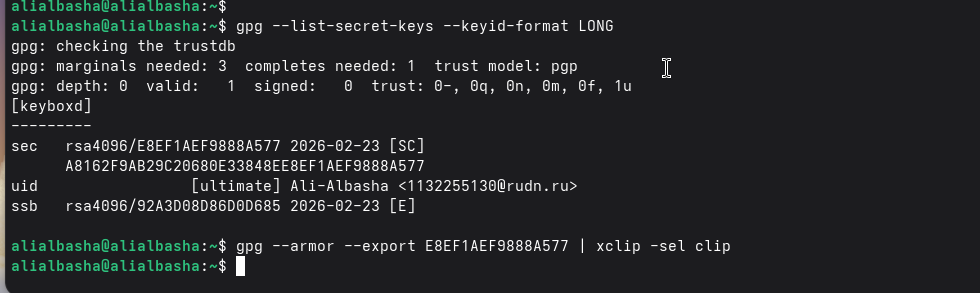 alialbasha@alialbasha:~$
alialbasha@alialbasha:~$ gpg --list-secret-keys --keyid-format LONG
gpg: checking the trustdb
gpg: marginals needed: 3  completes needed: 1  trust model: pgp
gpg: depth: 0  valid:   1  signed:   0  trust: 0-, 0q, 0n, 0m, 0f, 1u
[keyboxd]
---------
sec   rsa4096/E8EF1AEF9888A577 2026-02-23 [SC]
      A8162F9AB29C20680E33848EE8EF1AEF9888A577
uid                 [ultimate] Ali-Albasha <1132255130@rudn.ru>
ssb   rsa4096/92A3D08D86D0D685 2026-02-23 [E]
alialbasha@alialbasha:~$ gpg --armor --export E8EF1AEF9888A577 | xclip -sel clip
alialbasha@alialbasha:~$